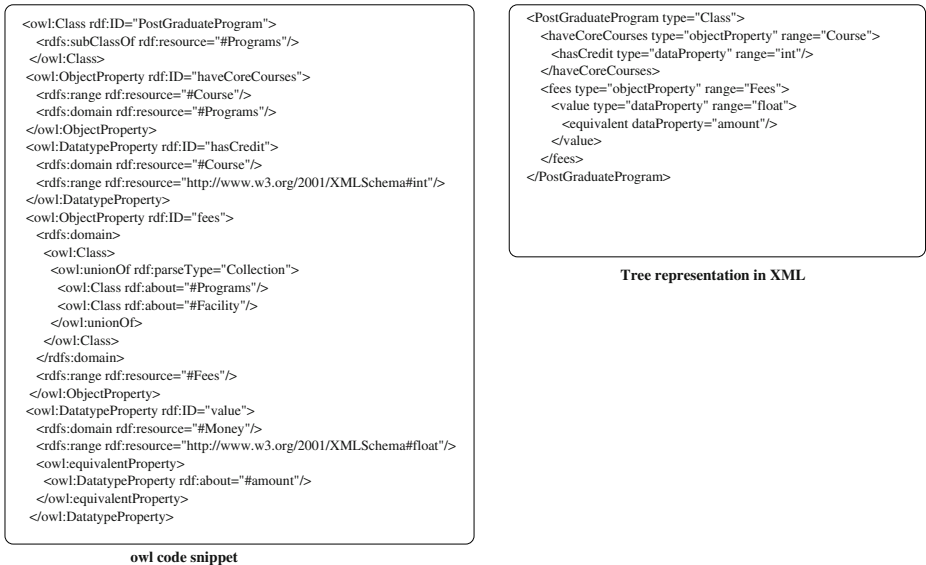 <owl:Class rdf:ID="PostGraduateProgram">
<rdfs:subClassOf rdf:resource="#Programs"/>
</owl:Class>
<owl:ObjectProperty rdf:ID="haveCoreCourses">
<rdfs:range rdf:resource="#Course"/>
<rdfs:domain rdf:resource="#Programs"/>
</owl:ObjectProperty>
<owl:DatatypeProperty rdf:ID="hasCredit">
<rdfs:domain rdf:resource="#Course"/>
<rdfs:range rdf:resource="http://www.w3.org/2001/XMLSchema#int"/>
</owl:DatatypeProperty>
<owl:ObjectProperty rdf:ID="fees">
<rdfs:domain>
<owl:Class>
<owl:unionOf rdf:parseType="Collection">
<owl:Class rdf:about="#Programs"/>
<owl:Class rdf:about="#Facility"/>
</owl:unionOf>
</owl:Class>
</rdfs:domain>
<rdfs:range rdf:resource="#Fees"/>
</owl:ObjectProperty>
<owl:DatatypeProperty rdf:ID="value">
<rdfs:domain rdf:resource="#Money"/>
<rdfs:range rdf:resource="http://www.w3.org/2001/XMLSchema#float"/>
<owl:equivalentProperty>
<owl:DatatypeProperty rdf:about="#amount"/>
</owl:equivalentProperty>
</owl:DatatypeProperty>
owl code snippet
<PostGraduateProgram type="Class">
<haveCoreCourses type="objectProperty" range="Course">
<hasCredit type="dataProperty" range="int"/>
</haveCoreCourses>
<fees type="objectProperty" range="Fees">
<value type="dataProperty" range="float">
<equivalent dataProperty="amount"/>
</value>
</fees>
</PostGraduateProgram>
Tree representation in XML